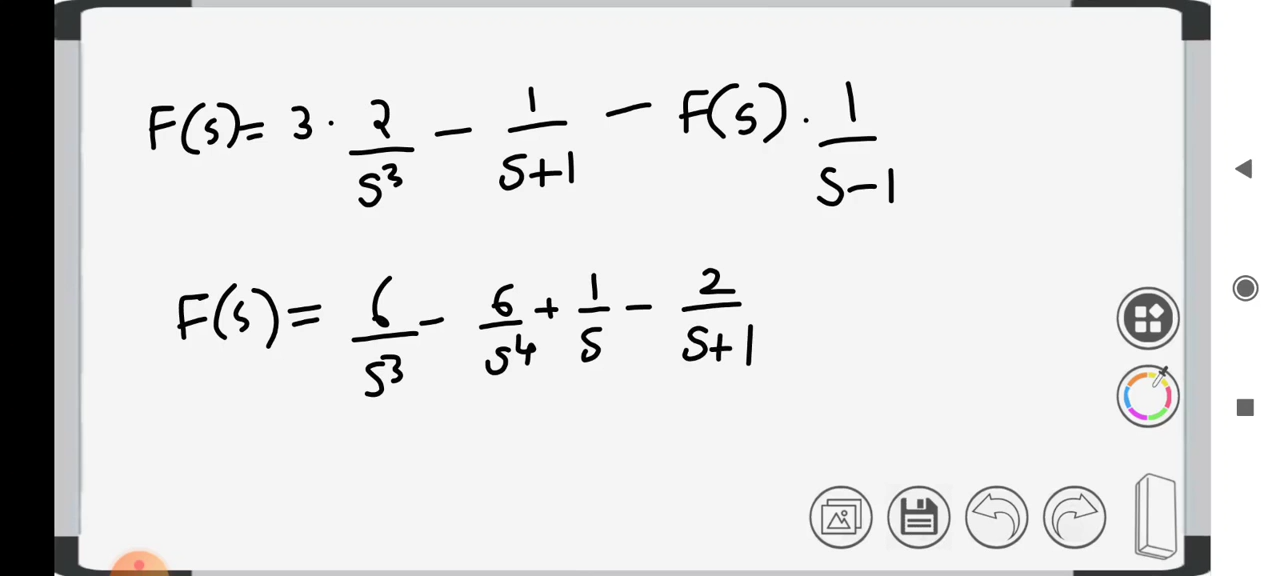 F(s)= 3 · 2/s³ − 1/(s+1) − F(s) · 1/(s−1)
F(s)= 6/s³ − 6/s⁴ + 1/s − 2/(s+1)